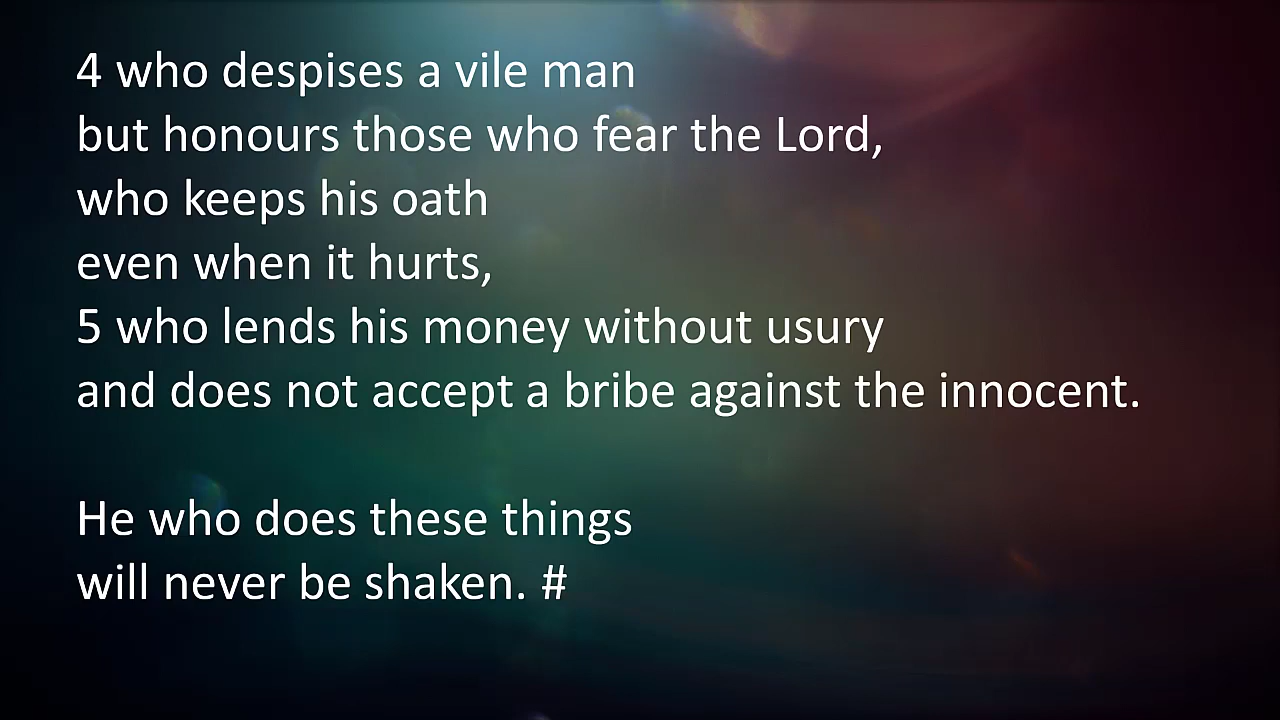 4 who despises a vile man
but honours those who fear the Lord,
who keeps his oath
even when it hurts,
5 who lends his money without usury
and does not accept a bribe against the innocent.
He who does these things
will never be shaken. #